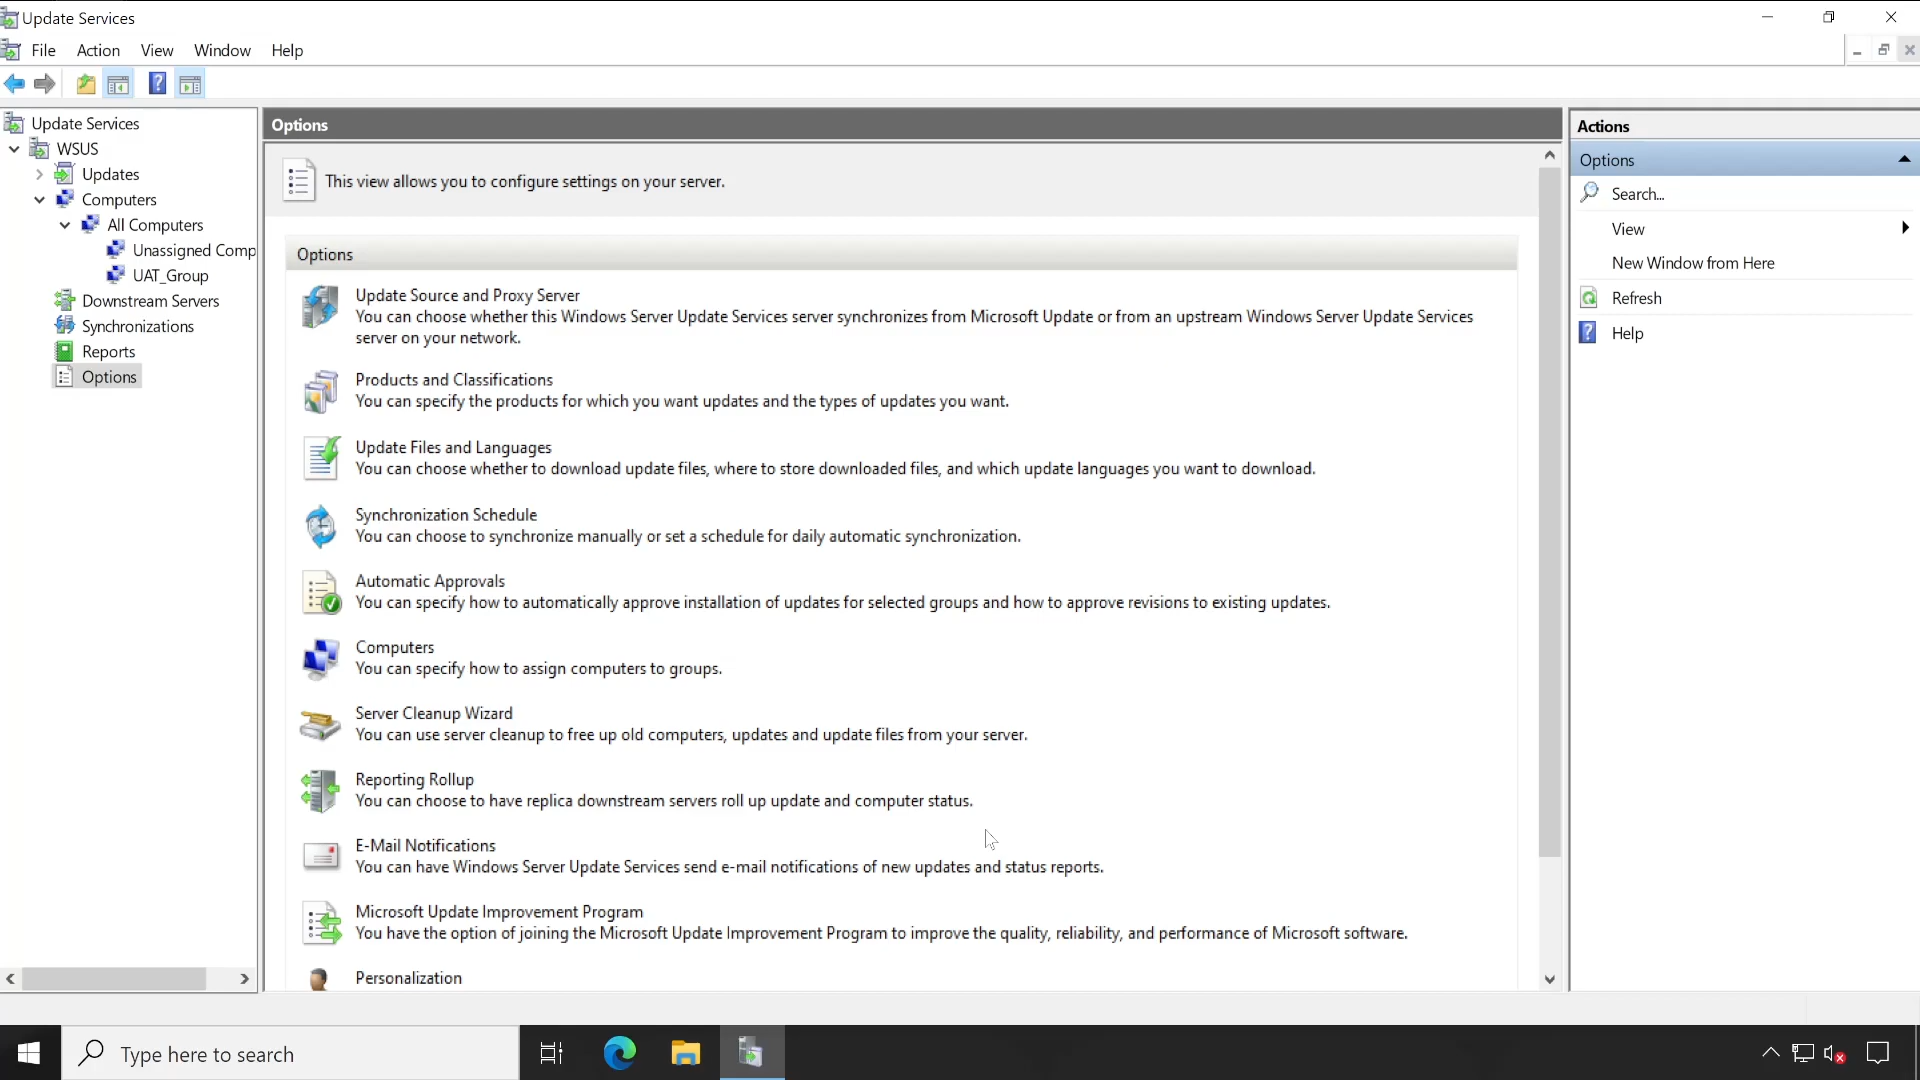 Update Services
File Action View Window Help
Update Services
WSUS
Updates
Computers
All Computers
Unassigned Comp
UAT_Group
Downstream Servers
Synchronizations
Reports
Options
Options
This view allows you to configure settings on your server.
Options
Update Source and Proxy Server
You can choose whether this Windows Server Update Services server synchronizes from Microsoft Update or from an upstream Windows Server Update Services
server on your network.
Products and Classifications
You can specify the products for which you want updates and the types of updates you want.
Update Files and Languages
You can choose whether to download update files, where to store downloaded files, and which update languages you want to download.
Synchronization Schedule
You can choose to synchronize manually or set a schedule for daily automatic synchronization.
Automatic Approvals
You can specify how to automatically approve installation of updates for selected groups and how to approve revisions to existing updates.
Computers
You can specify how to assign computers to groups.
Server Cleanup Wizard
You can use server cleanup to free up old computers, updates and update files from your server.
Reporting Rollup
You can choose to have replica downstream servers roll up update and computer status.
E-Mail Notifications
You can have Windows Server Update Services send e-mail notifications of new updates and status reports.
Microsoft Update Improvement Program
You have the option of joining the Microsoft Update Improvement Program to improve the quality, reliability, and performance of Microsoft software.
Personalization
Actions
Options
Search...
View
New Window from Here
Refresh
Help
Type here to search